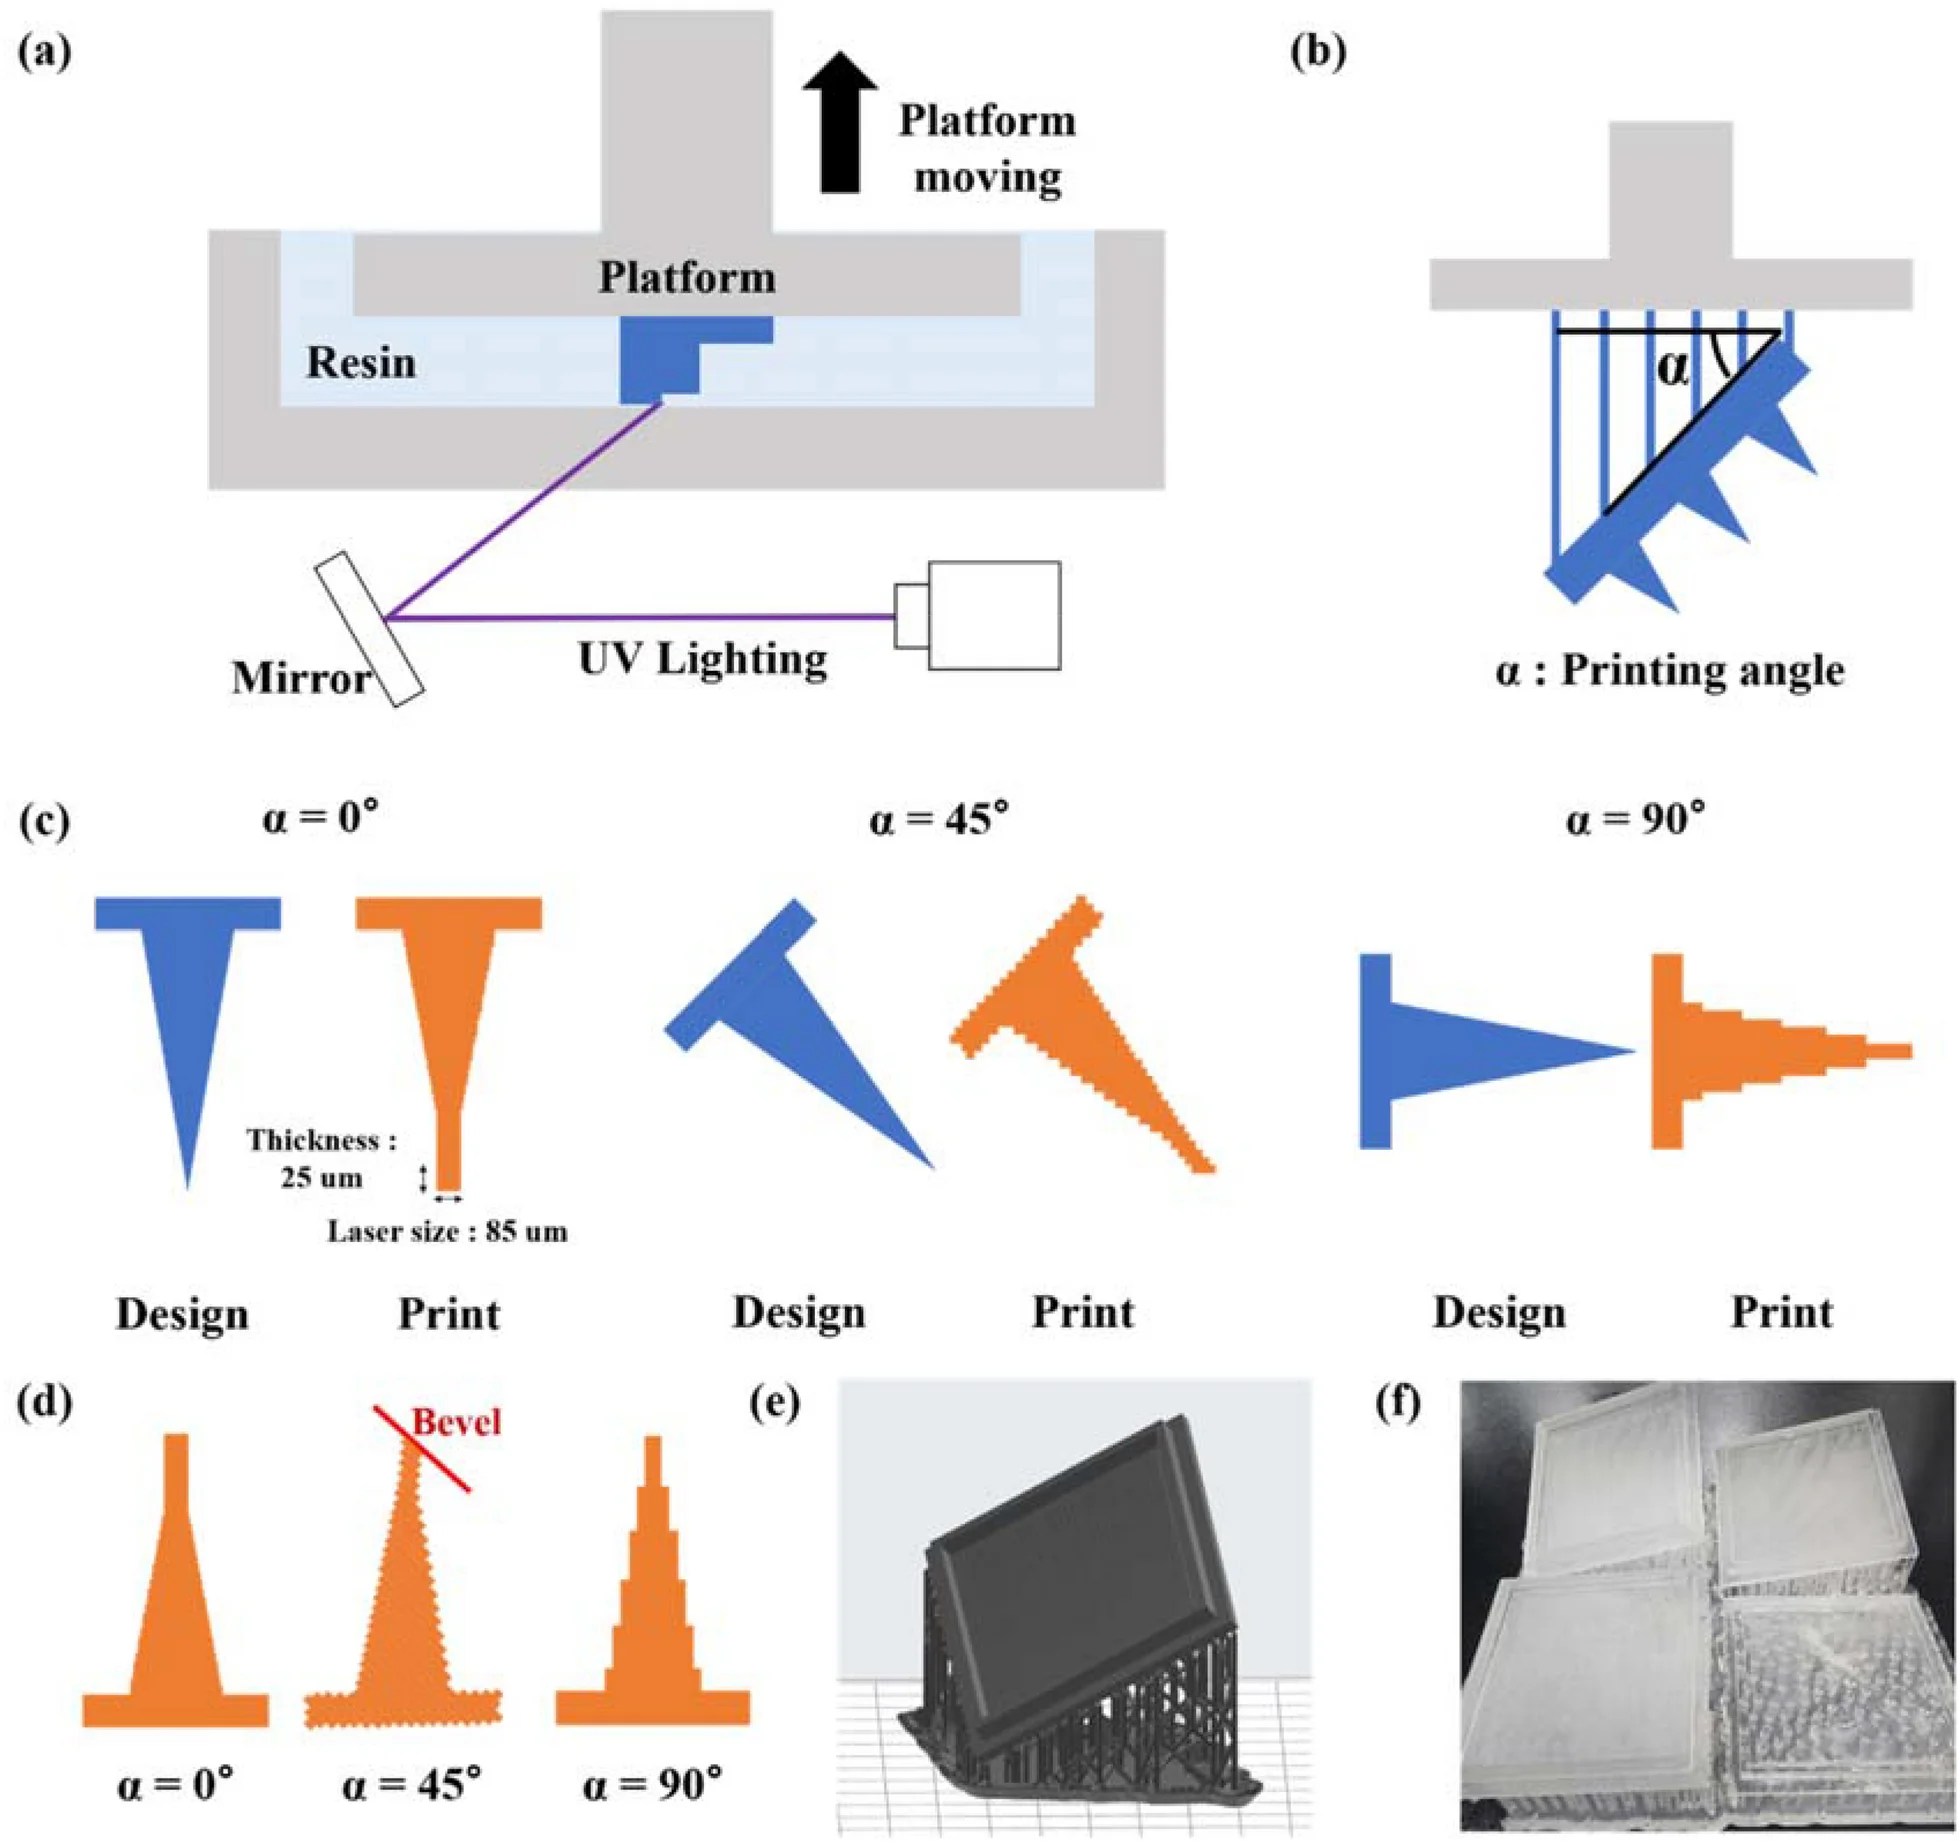 (a)
Platform
moving
Platform
Resin
Mirror
UV Lighting
(b)
α
α : Printing angle
(c)
α = 0°
α = 45°
α = 90°
Thickness :
25 um
Laser size : 85 um
Design
Print
Design
Print
Design
Print
(d)
Bevel
α = 0°
α = 45°
α = 90°
(e)
(f)